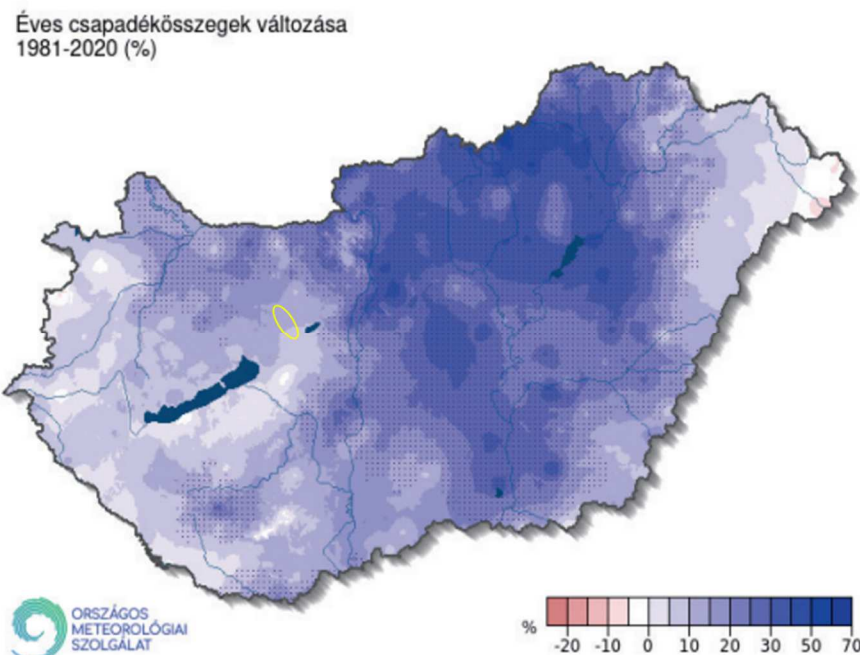 Éves csapadékösszegek változása
1981-2020 (%)
ORSZÁGOS
METEOROLÓGIAI
SZOLGÁLAT
% -20 -10 0 10 20 30 50 70